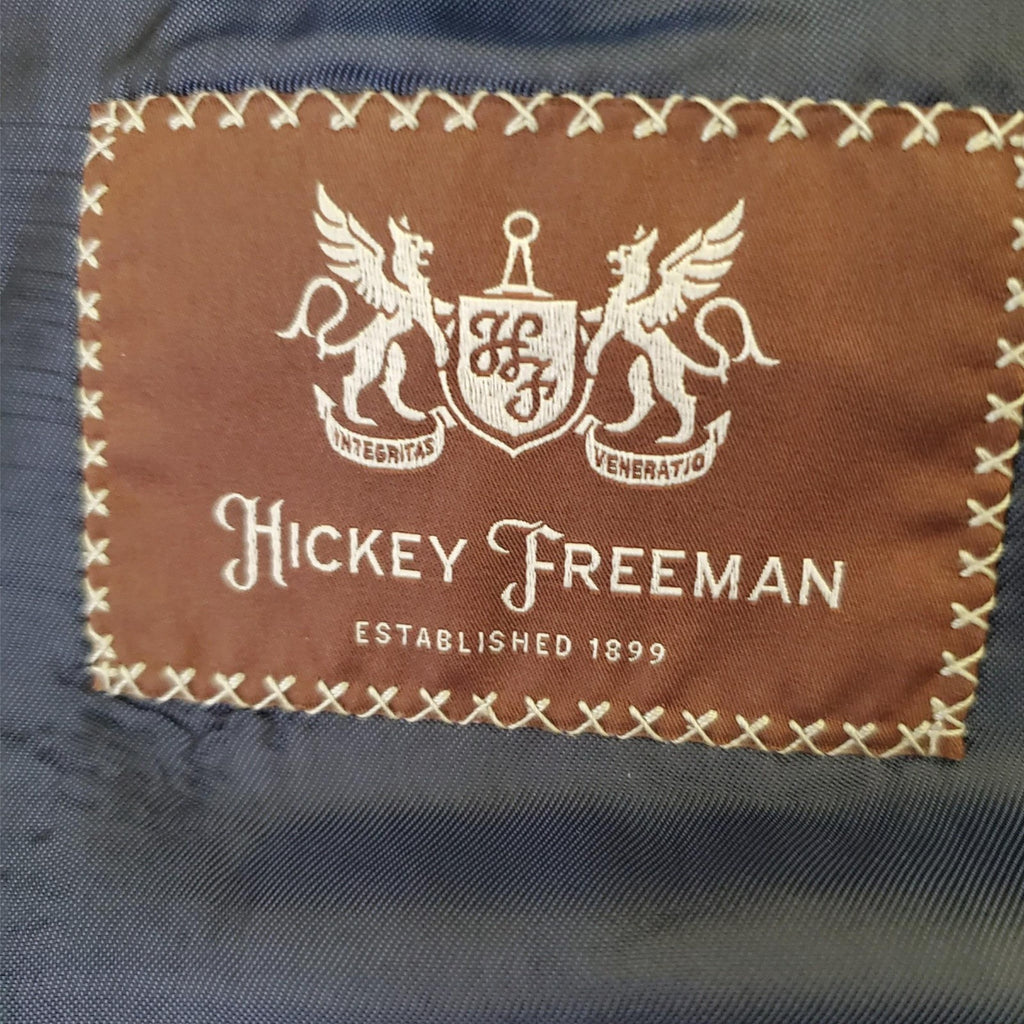 HF
INTEGRITAS VENERATIO
HICKEY FREEMAN
ESTABLISHED 1899